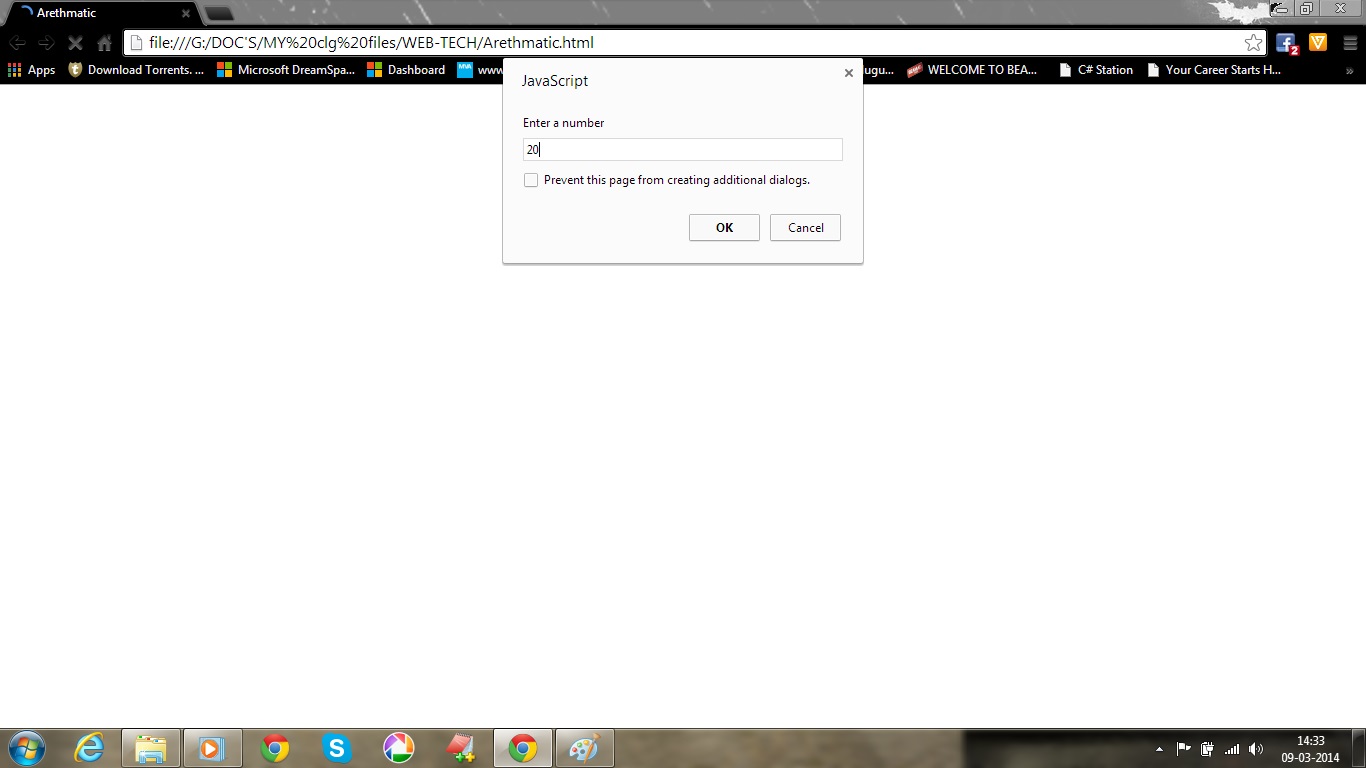 Arethmatic
file:///G:/DOC'S/MY%20clg%20files/WEB-TECH/Arethmatic.html
2
Apps
Download Torrents. ...
Microsoft DreamSpa...
Dashboard
MVA
www
ugu...
WELCOME TO BEA...
C# Station
Your Career Starts H...
»
JavaScript
Enter a number
20
Prevent this page from creating additional dialogs.
OK
Cancel
14:33
09-03-2014